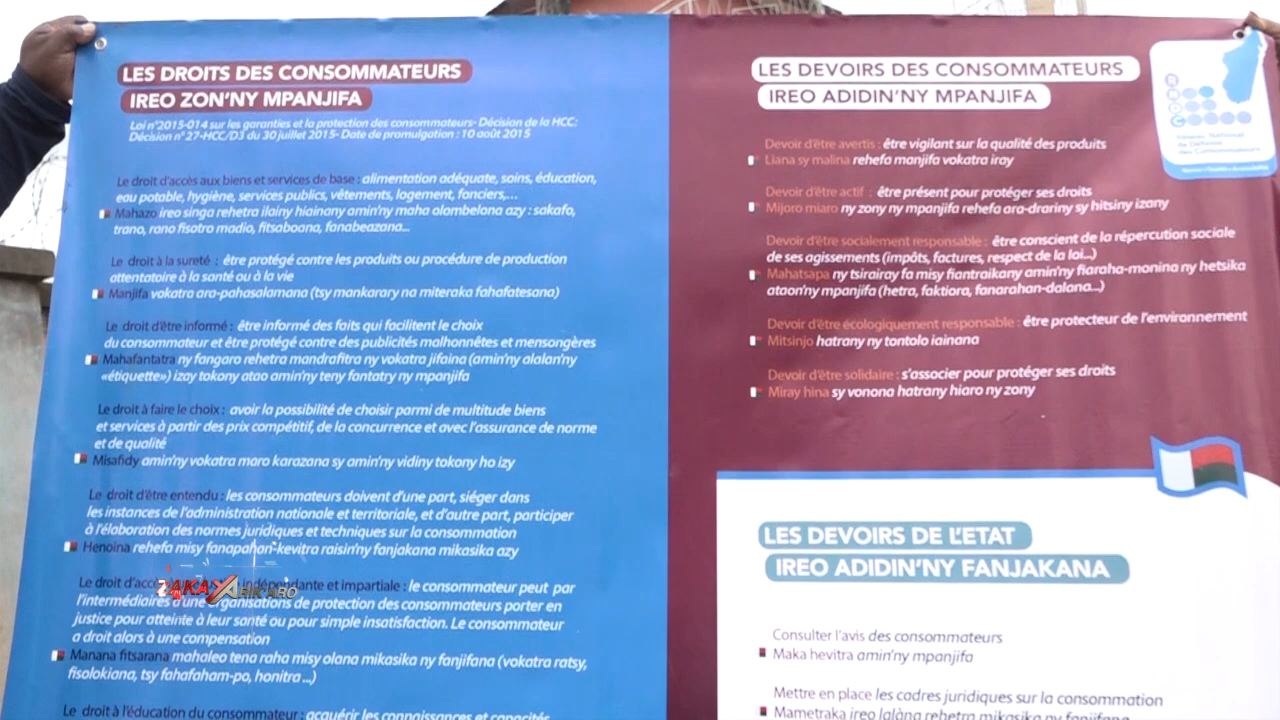 LES DROITS DES CONSOMMATEURS
IREO ZON'NY MPANJIFA
Loi n°2015-014 sur les garanties et la protection des consommateurs- Décision de la HCC:
Décision n° 27-HCC/D3 du 30 juillet 2015- Date de promulgation : 10 août 2015
Le droit d'accès aux biens et services de base : alimentation adéquate, soins, éducation,
eau potable, hygiène, services publics, vêtements, logement, fonciers,...
Mahazo ireo singa rehetra ilainy hiainany amin'ny maha olombelona azy : sakafo,
trano, rano fisotro madio, fitsaboana, fanabeazana...
Le droit à la sureté : être protégé contre les produits ou procédure de production
attentatoire à la santé ou à la vie
Manjifa vokatra ara-pahasalamana (tsy mankarary na miteraka fahafatesana)
Le droit d'être informé : être informé des faits qui facilitent le choix
du consommateur et être protégé contre des publicités malhonnêtes et mensongères
Mahafantatra ny fangaro rehetra mandrafitra ny vokatra jifaina (amin'ny alalan'ny
«étiquette») izay tokony atao amin'ny teny fantatry ny mpanjifa
Le droit à faire le choix : avoir la possibilité de choisir parmi de multitude biens
et services à partir des prix compétitif, de la concurrence et avec l'assurance de norme
et de qualité
Misafidy amin'ny vokatra maro karazana sy amin'ny vidiny tokony ho izy
Le droit d'être entendu : les consommateurs doivent d'une part, siéger dans
les instances de l'administration nationale et territoriale, et d'autre part, participer
à l'élaboration des normes juridiques et techniques sur la consommation
Henoina rehefa misy fanapahan-kevitra raisin'ny fanjakana mikasika azy
Le droit d'accès indépendante et impartiale : le consommateur peut par
l'intermédiaires d'une organisations de protection des consommateurs porter en
justice pour atteinte à leur santé ou pour simple insatisfaction. Le consommateur
a droit alors à une compensation
Manana fitsarana mahaleo tena raha misy olana mikasika ny fanjifana (vokatra ratsy,
fisolokiana, tsy fahafaham-po, honitra ...)
Le droit à l'éducation du consommateur : acquérir les connaissances et capacités
ZAKA
LES DEVOIRS DES CONSOMMATEURS
IREO ADIDIN'NY MPANJIFA
Devoir d'être avertis : être vigilant sur la qualité des produits
Liana sy malina rehefa manjifa vokatra iray
Devoir d'être actif : être présent pour protéger ses droits
Mijoro miaro ny zony ny mpanjifa rehefa ara-drariny sy hitsiny izany
Devoir d'être socialement responsable : être conscient de la répercution sociale
de ses agissements (impôts, factures, respect de la loi...)
Mahatsapa ny tsirairay fa misy fiantraikany amin'ny fiaraha-monina ny hetsika
ataon'ny mpanjifa (hetra, faktiora, fanarahan-dalana...)
Devoir d'être écologiquement responsable : être protecteur de l'environnement
Mitsinjo hatrany ny tontolo iainana
Devoir d'être solidaire : s'associer pour protéger ses droits
Miray hina sy vonona hatrany hiaro ny zony
Réseau National
de Défense
des Consommateurs
LES DEVOIRS DE L'ETAT
IREO ADIDIN'NY FANJAKANA
Consulter l'avis des consommateurs
Maka hevitra amin'ny mpanjifa
Mettre en place les cadres juridiques sur la consommation
Mametraka ireo lalàna rehetra mikasika ny fanjifana